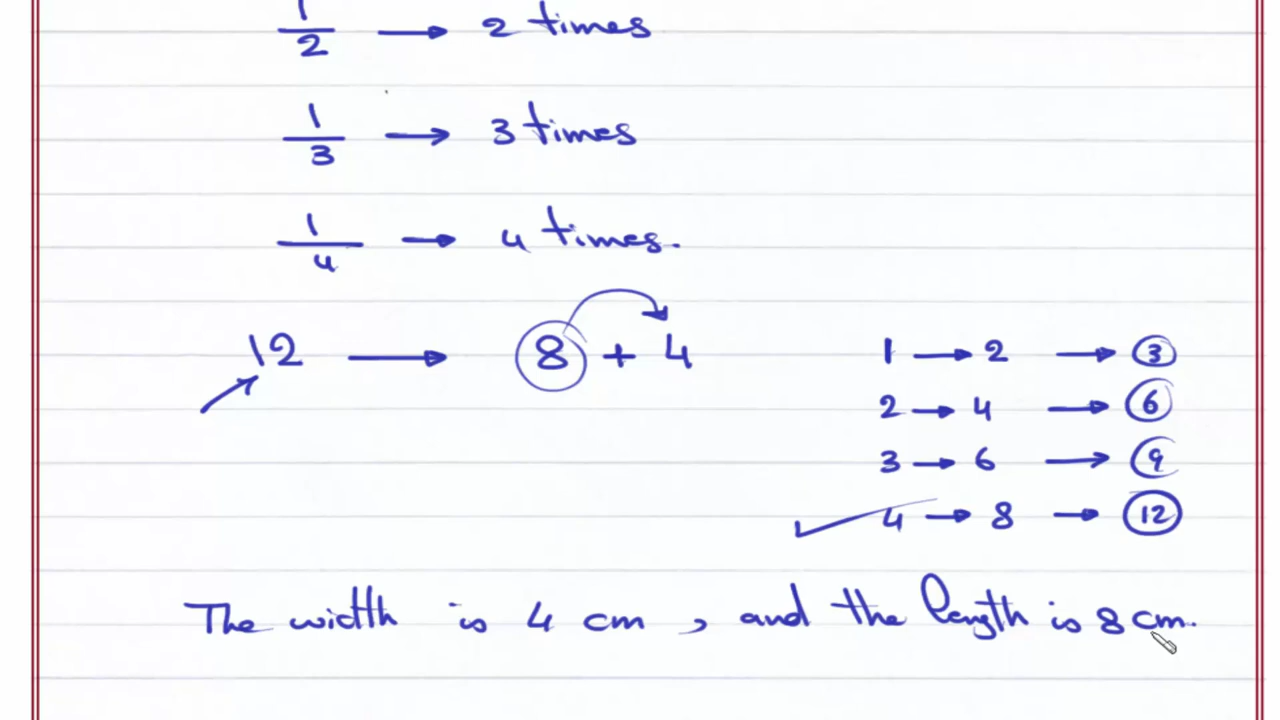 1/2 → 2 times
1/3 → 3 times
1/4 → 4 times.
12 → 8 + 4
1 → 2 → 3
2 → 4 → 6
3 → 6 → 9
4 → 8 → 12
The width is 4 cm, and the length is 8 cm.